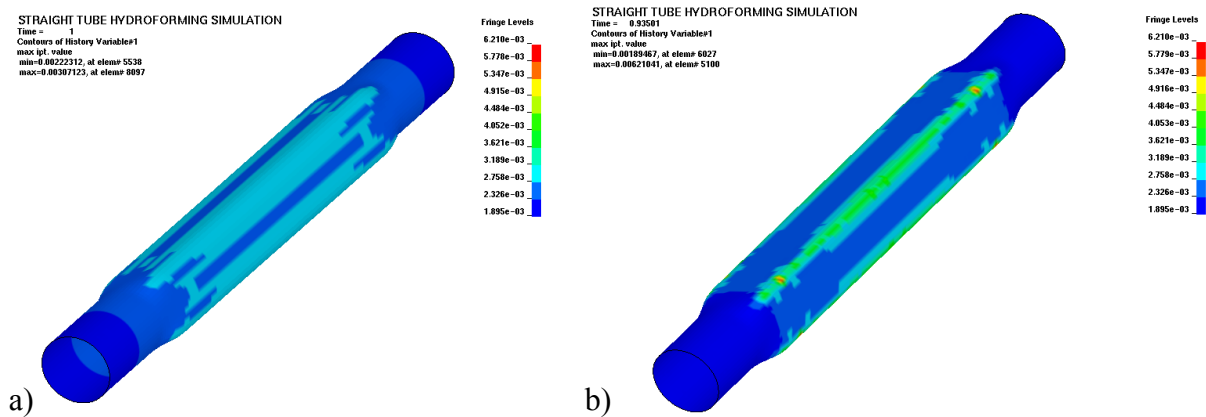 STRAIGHT TUBE HYDROFORMING SIMULATION
Time = 1
Contours of History Variable#1
max ipt. value
min=0.00222312, at elem# 5538
max=0.00307123, at elem# 8097
Fringe Levels
6.210e-03
5.778e-03
5.347e-03
4.915e-03
4.484e-03
4.052e-03
3.621e-03
3.189e-03
2.758e-03
2.326e-03
1.895e-03
a)
STRAIGHT TUBE HYDROFORMING SIMULATION
Time = 0.93501
Contours of History Variable#1
max ipt. value
min=0.00189467, at elem# 6027
max=0.00621041, at elem# 5100
Fringe Levels
6.210e-03
5.779e-03
5.347e-03
4.916e-03
4.484e-03
4.053e-03
3.621e-03
3.189e-03
2.758e-03
2.326e-03
1.895e-03
b)